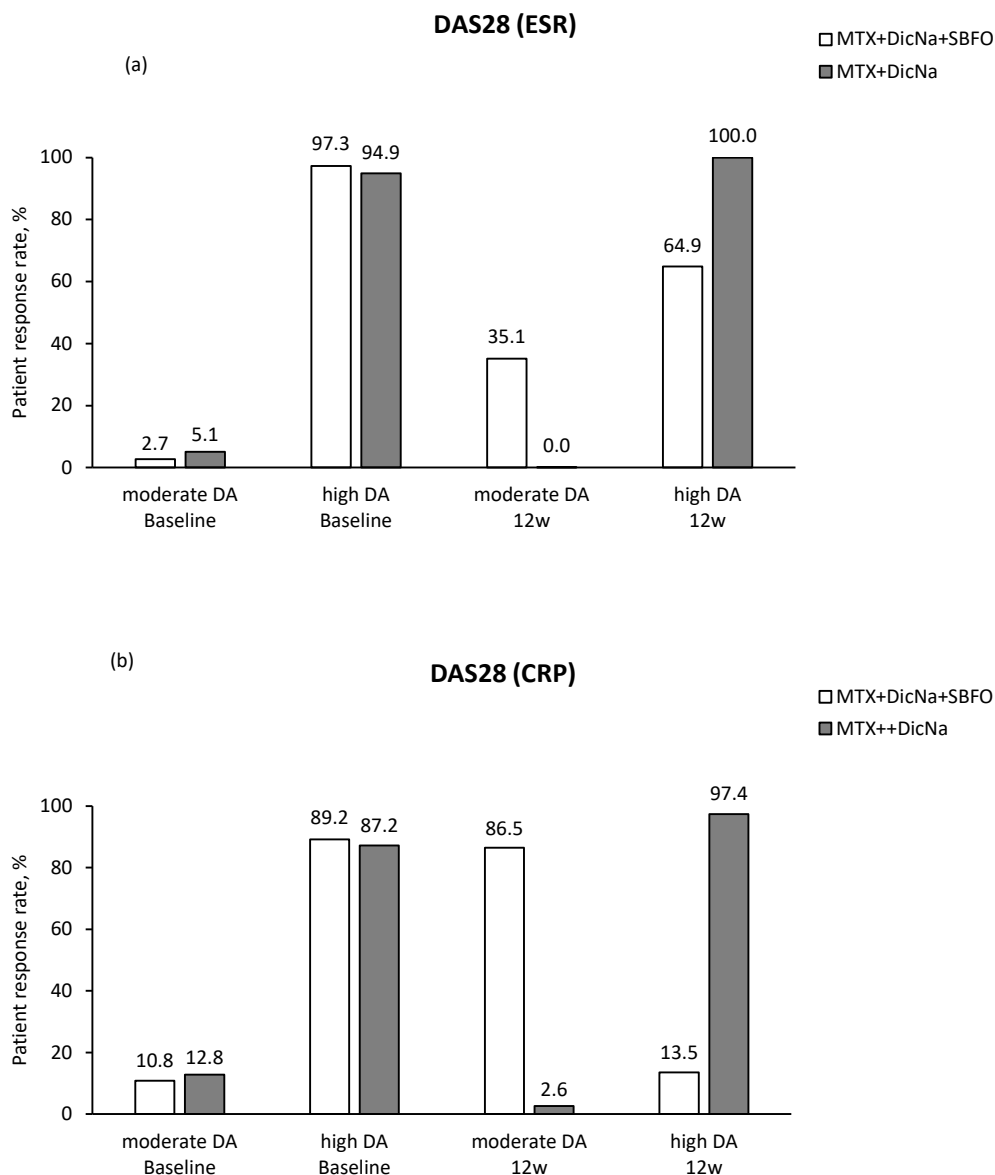 DAS28 (ESR)
MTX+DicNa+SBFO
MTX+DicNa
(a)
Patient response rate, %
100
80
60
40
20
0
2.7
5.1
97.3
94.9
35.1
0.0
64.9
100.0
moderate DA
Baseline
high DA
Baseline
moderate DA
12w
high DA
12w
(b)
DAS28 (CRP)
MTX+DicNa+SBFO
MTX++DicNa
Patient response rate, %
100
80
60
40
20
0
10.8
12.8
89.2
87.2
86.5
2.6
13.5
97.4
moderate DA
Baseline
high DA
Baseline
moderate DA
12w
high DA
12w